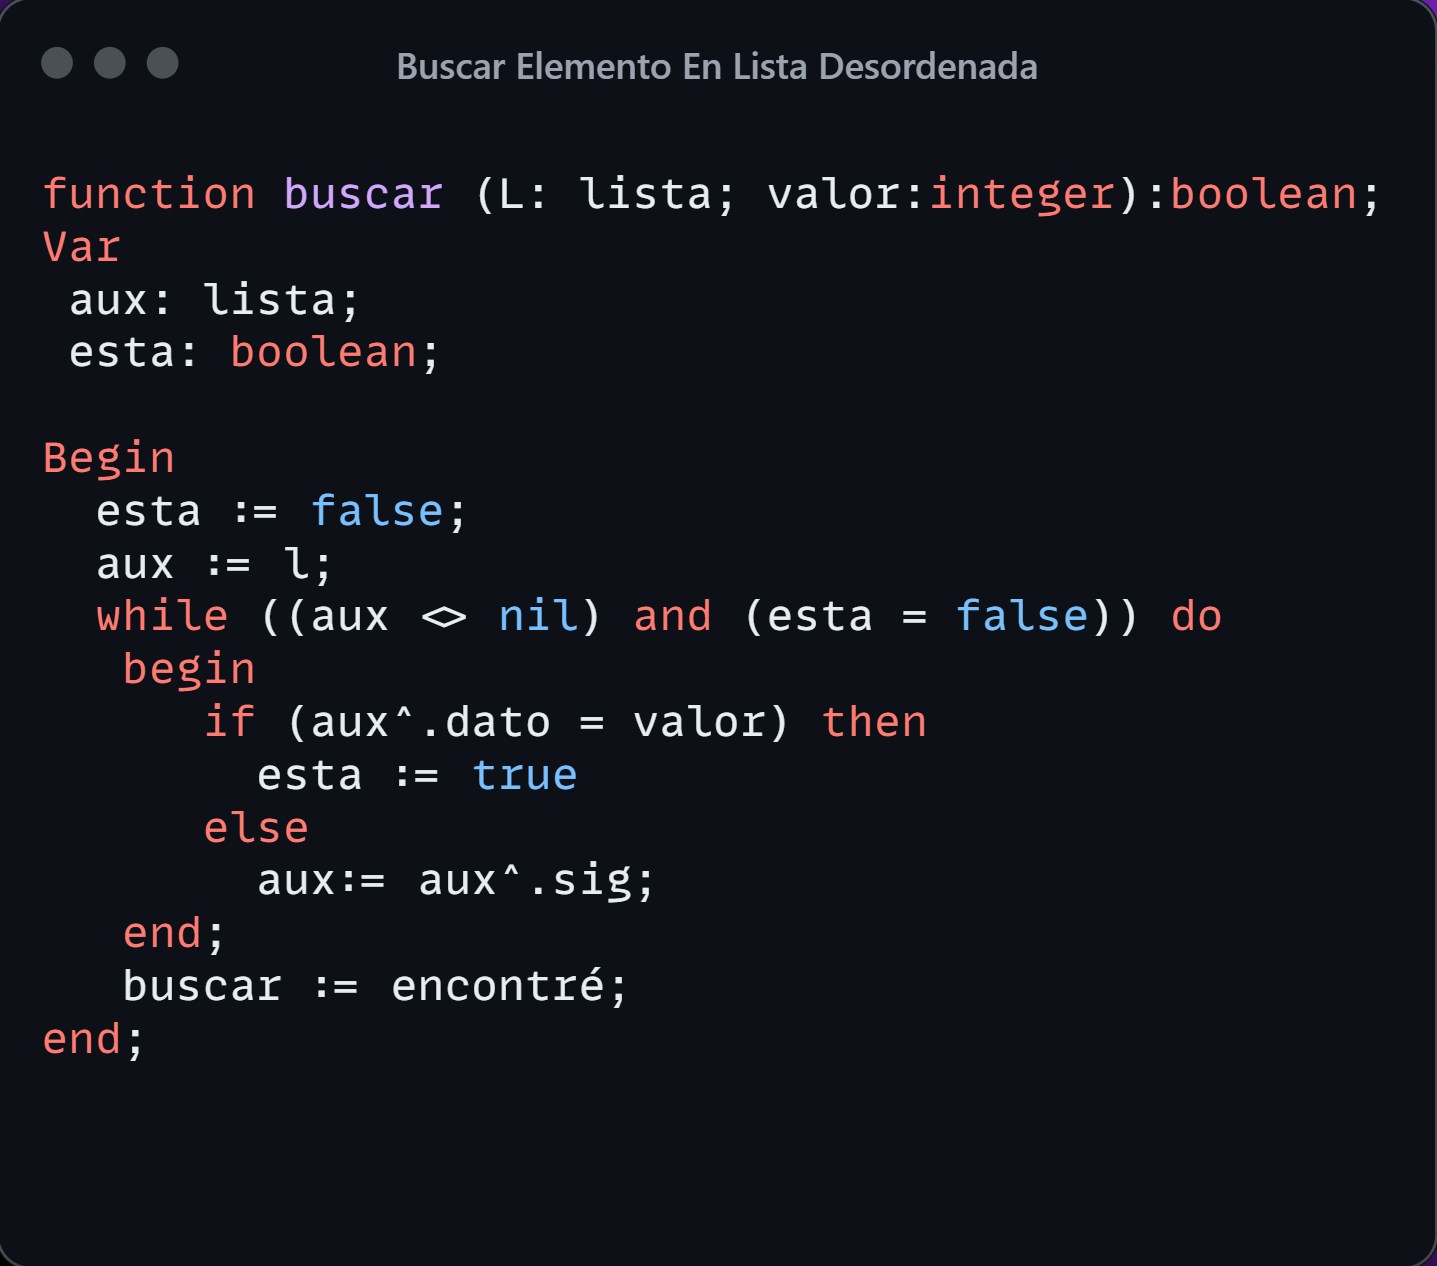 Buscar Elemento En Lista Desordenada
function buscar (L: lista; valor:integer):boolean;
Var
 aux: lista;
 esta: boolean;

Begin
  esta := false;
  aux := l;
  while ((aux <> nil) and (esta = false)) do
   begin
      if (aux^.dato = valor) then
        esta := true
      else
        aux:= aux^.sig;
   end;
   buscar := encontré;
end;